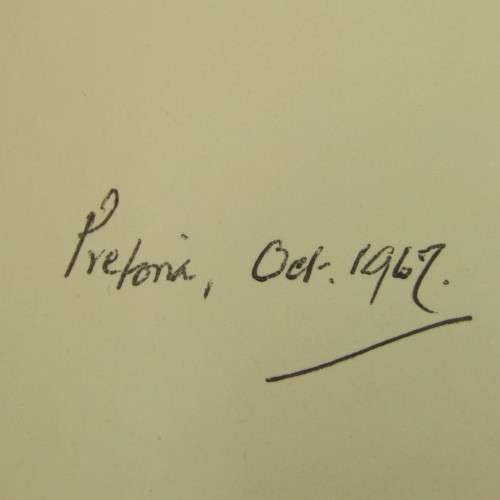 Pretoria, Oct. 1967.